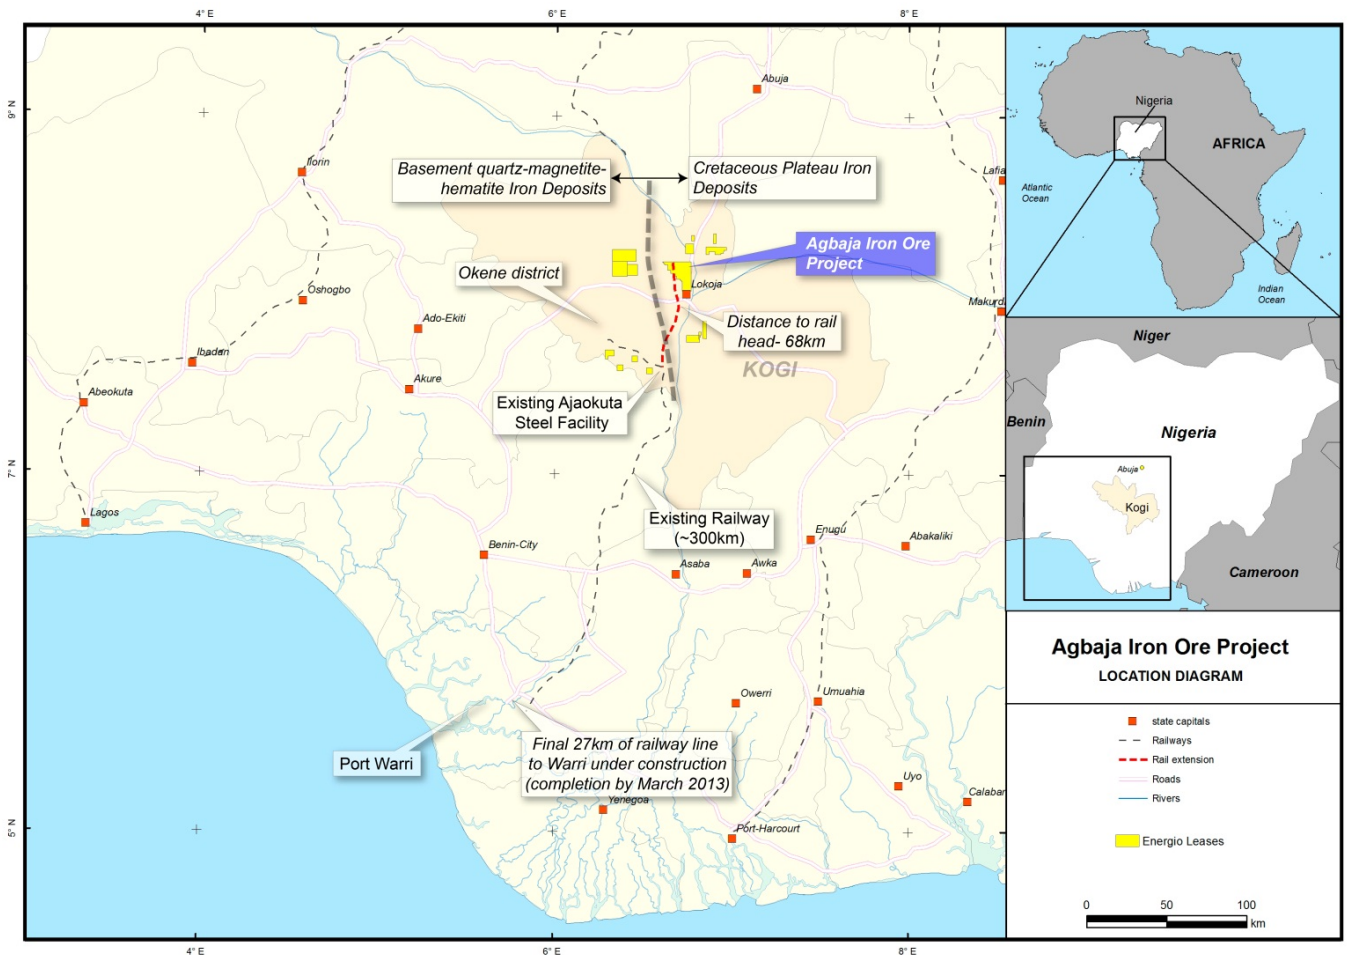 4° E
6° E
8° E
9° N
7° N
5° N
4° E
6° E
8° E
Abuja
Ilorin
Basement quartz-magnetite-
hematite Iron Deposits
Cretaceous Plateau Iron
Deposits
Lafia
Agbaja Iron Ore
Project
Okene district
Lokoja
Oshogbo
Makurdi
Ado-Ekiti
Distance to rail
head- 68km
Ibadan
KOGI
Akure
Abeokuta
Existing Ajaokuta
Steel Facility
Lagos
Existing Railway
(~300km)
Enugu
Abakaliki
Benin-City
Asaba
Awka
Owerri
Umuahia
Port Warri
Final 27km of railway line
to Warri under construction
(completion by March 2013)
Yenegoa
Uyo
Calabar
Port-Harcourt
Nigeria
AFRICA
Atlantic
Ocean
Indian
Ocean
Niger
Benin
Nigeria
Abuja
Kogi
Cameroon
Agbaja Iron Ore Project
LOCATION DIAGRAM
state capitals
Railways
Rail extension
Roads
Rivers
Energio Leases
0 50 100
km